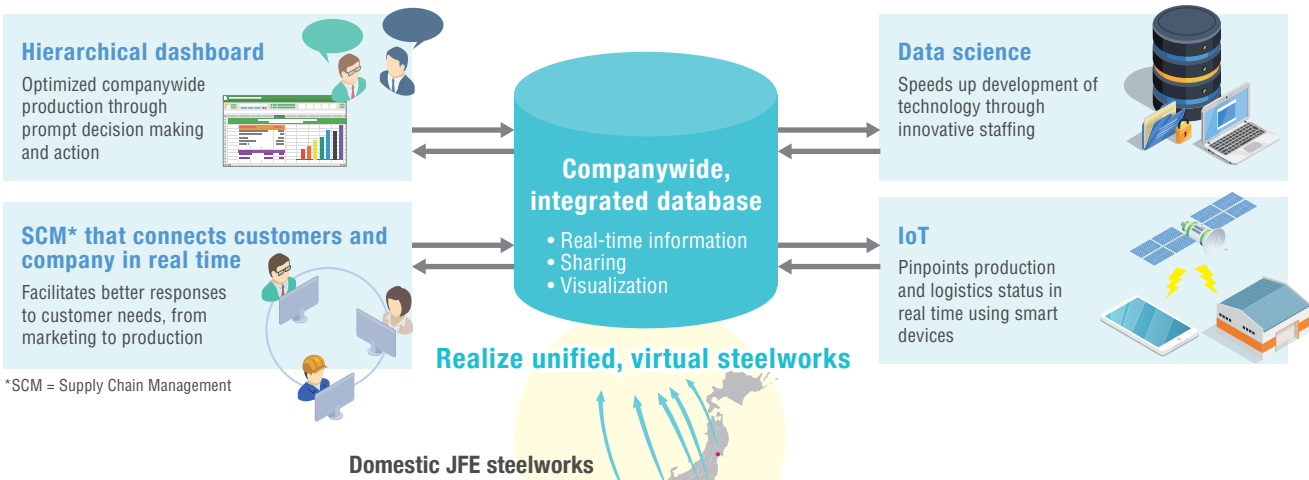 Hierarchical dashboard
Optimized companywide
production through
prompt decision making
and action
SCM* that connects customers and
company in real time
Facilitates better responses
to customer needs, from
marketing to production
*SCM = Supply Chain Management
Companywide,
integrated database
• Real-time information
• Sharing
• Visualization
Realize unified, virtual steelworks
Data science
Speeds up development of
technology through
innovative staffing
IoT
Pinpoints production
and logistics status in
real time using smart
devices
Domestic JFE steelworks